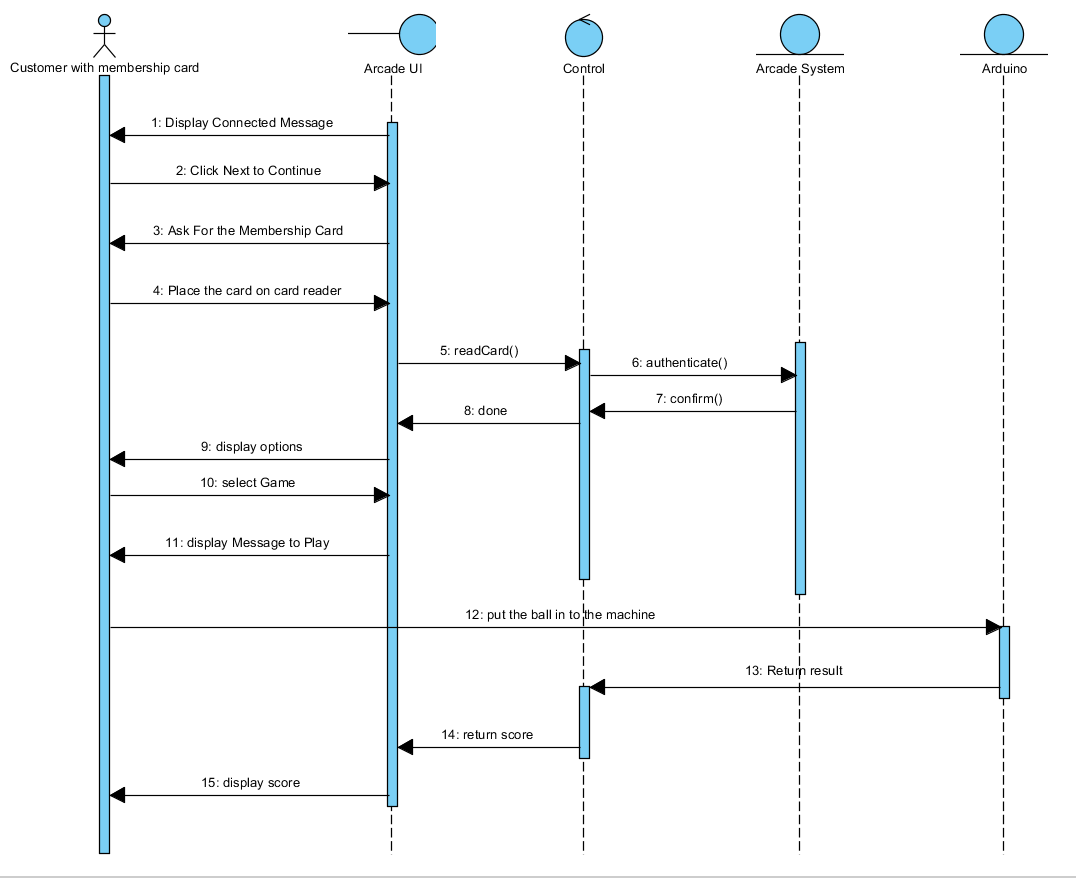 Customer with membership card
Arcade UI
Control
Arcade System
Arduino
1: Display Connected Message
2: Click Next to Continue
3: Ask For the Membership Card
4: Place the card on card reader
5: readCard()
6: authenticate()
7: confirm()
8: done
9: display options
10: select Game
11: display Message to Play
12: put the ball in to the machine
13: Return result
14: return score
15: display score